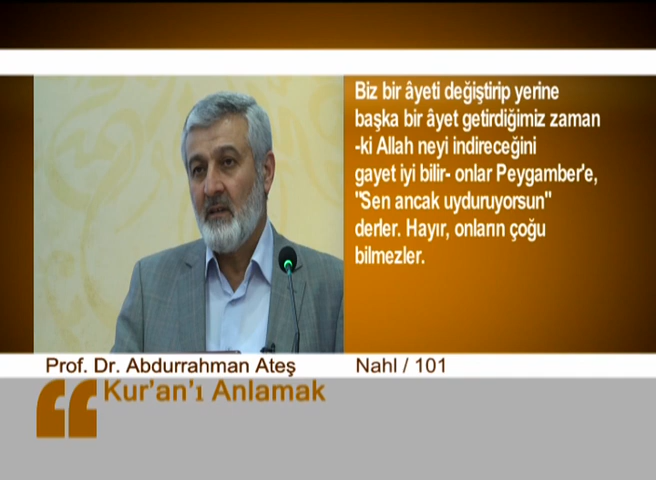 Biz bir âyeti değiştirip yerine
başka bir âyet getirdiğimiz zaman
-ki Allah neyi indireceğini
gayet iyi bilir- onlar Peygamber'e,
"Sen ancak uyduruyorsun"
derler. Hayır, onların çoğu
bilmezler.
Prof. Dr. Abdurrahman Ateş
Nahl / 101
Kur'an'ı Anlamak